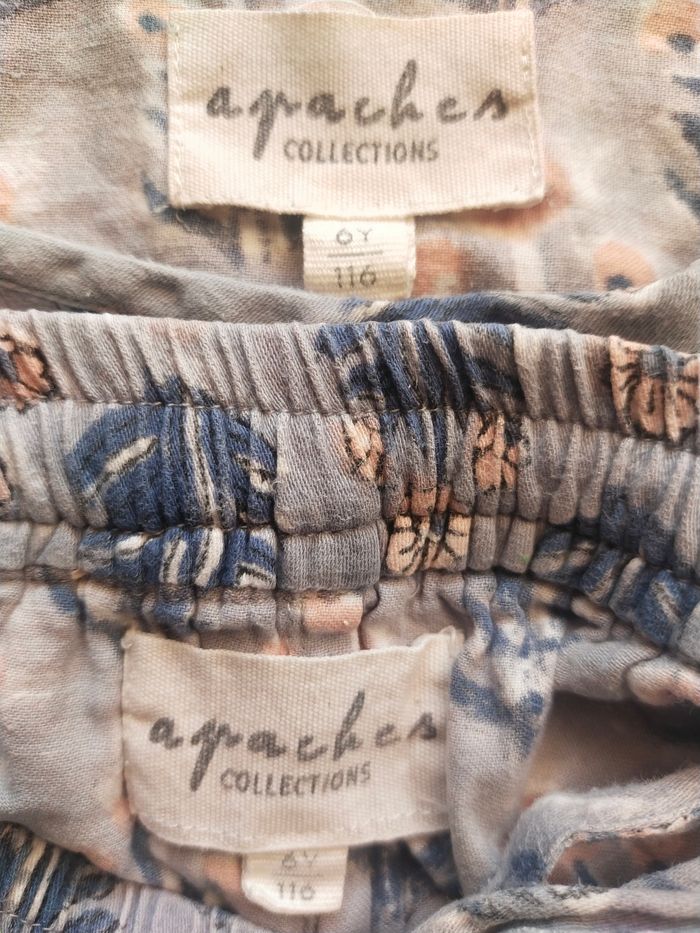 apaches
COLLECTIONS
6Y
116
apaches
COLLECTIONS
6Y
116